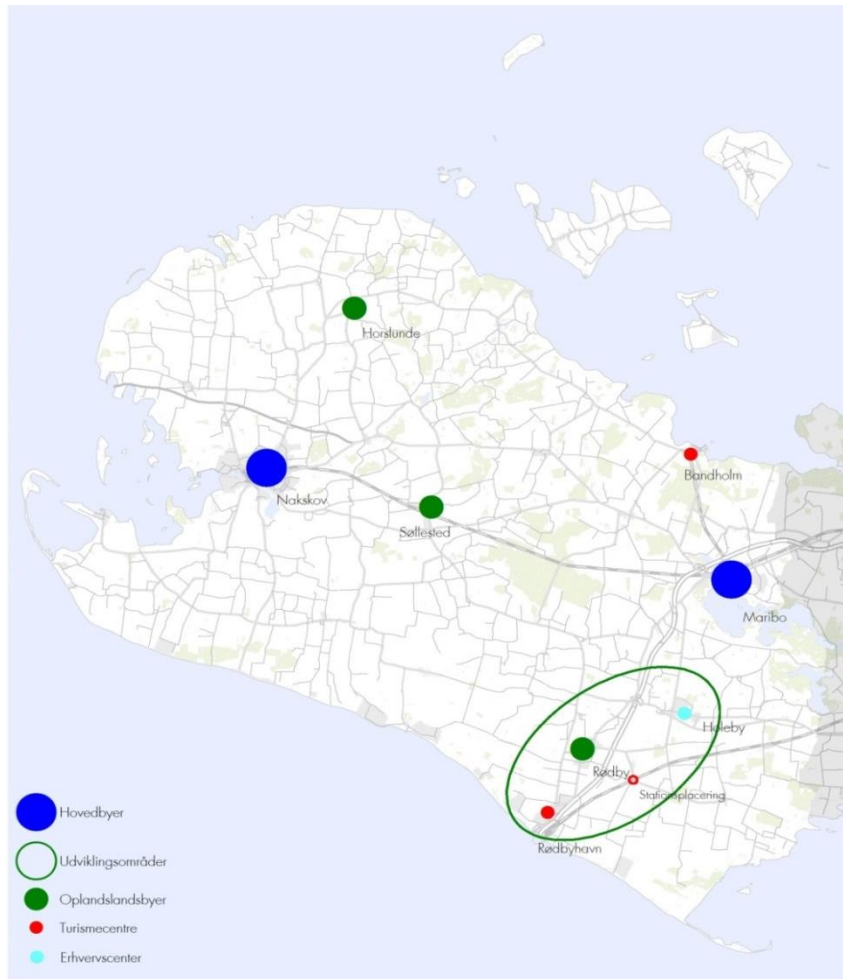 Horslunde
Bandholm
Nakskov
Søllested
Maribo
Holeby
Rødby
Stationsplacering
Rødbyhavn
Hovedbyer
Udviklingsområder
Oplandslandsbyer
Turismecentre
Erhvervscenter